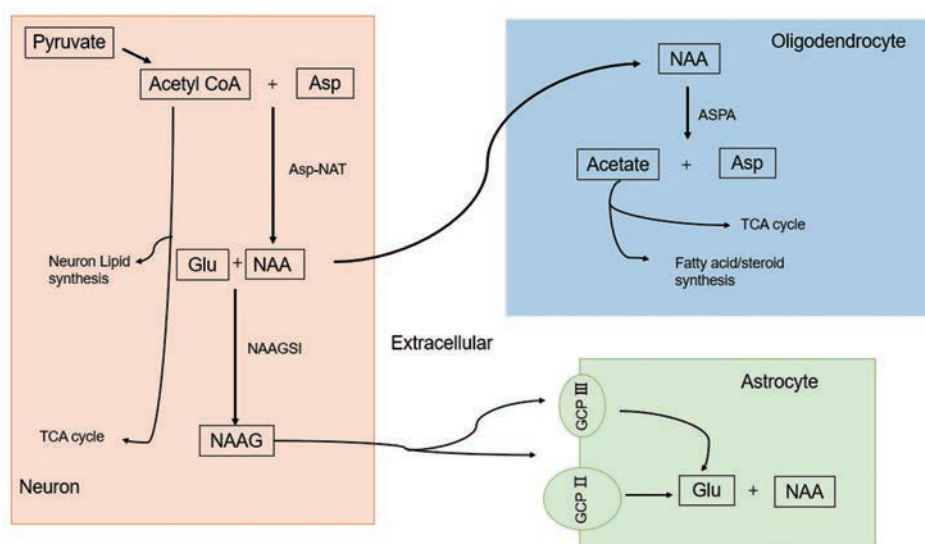 Pyruvate
Acetyl CoA + Asp
Asp-NAT
Neuron Lipid
synthesis
Glu + NAA
NAAGSI
TCA cycle
NAAG
Neuron
Extracellular
Oligodendrocyte
NAA
ASPA
Acetate + Asp
TCA cycle
Fatty acid/steroid
synthesis
Astrocyte
GCP Ⅲ
GCP Ⅱ
Glu + NAA